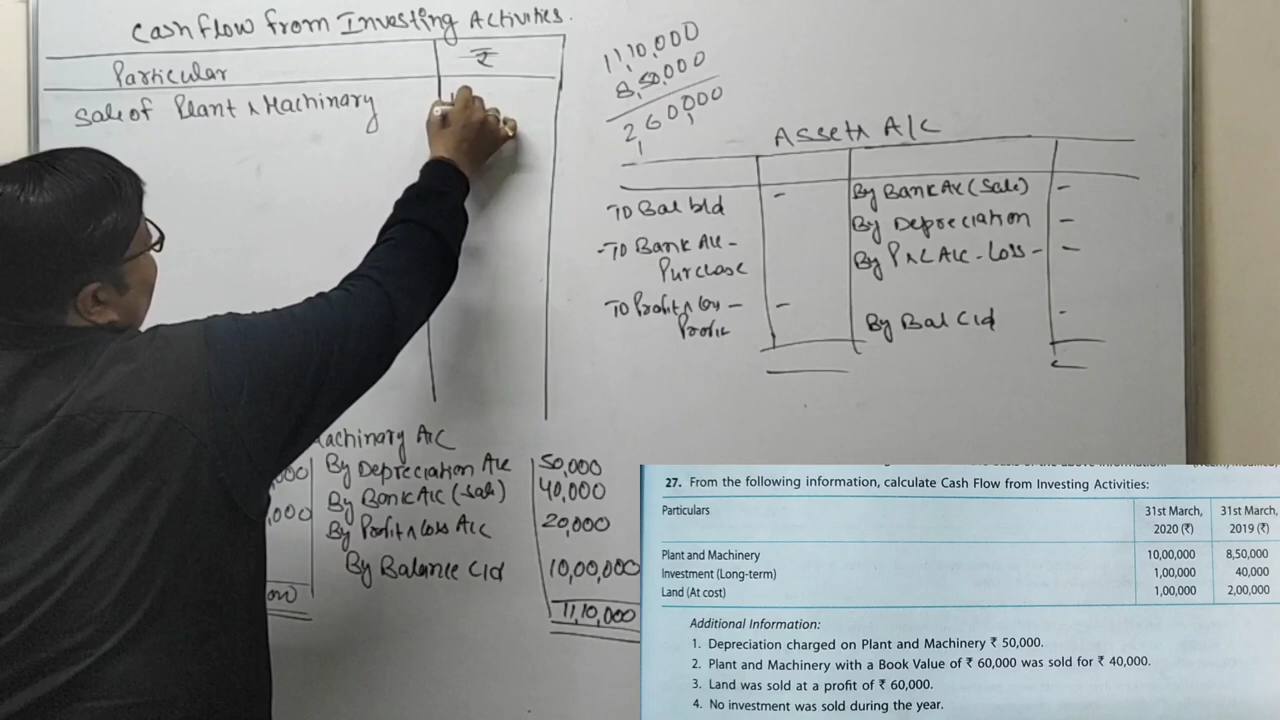 Cash flow from Investing Activities.
Particular ₹
Sale of Plant & Machinary
11,10,000
8,50,000
2,60,000
Assets A/c
To Bal b/d - By Bank A/c (Sale) -
By Depreciation -
- To Bank A/c -
Purchase
By P & L A/c - Loss - -
To Profit & Loss -
Profit
-
By Bal C/d -
achinary A/C
000 By Depreciation A/c 50,000
,000 By Bank A/C (Sale) 40,000
By Profit & Loss A/c 20,000
By Balance C/d 10,00,000
000 11,10,000
27. From the following information, calculate Cash Flow from Investing Activities:
Particulars 31st March, 2020 (₹) 31st March, 2019 (₹)
Plant and Machinery 10,00,000 8,50,000
Investment (Long-term) 1,00,000 40,000
Land (At cost) 1,00,000 2,00,000
Additional Information:
1. Depreciation charged on Plant and Machinery ₹ 50,000.
2. Plant and Machinery with a Book Value of ₹ 60,000 was sold for ₹ 40,000.
3. Land was sold at a profit of ₹ 60,000.
4. No investment was sold during the year.